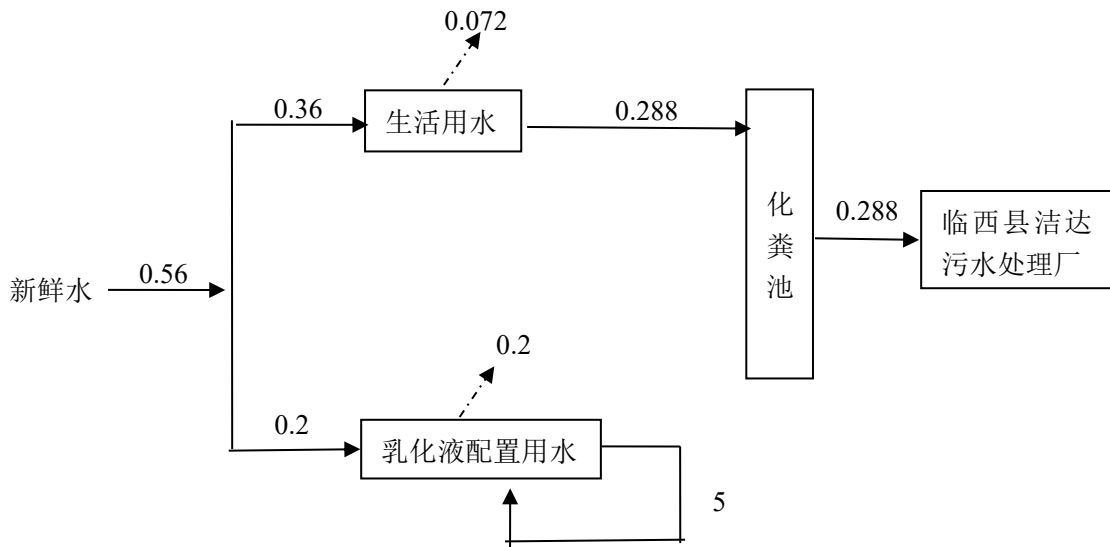 0.072
0.36
生活用水
0.288
化
粪
池
0.288
临西县洁达
污水处理厂
新鲜水
0.56
0.2
0.2
乳化液配置用水
5